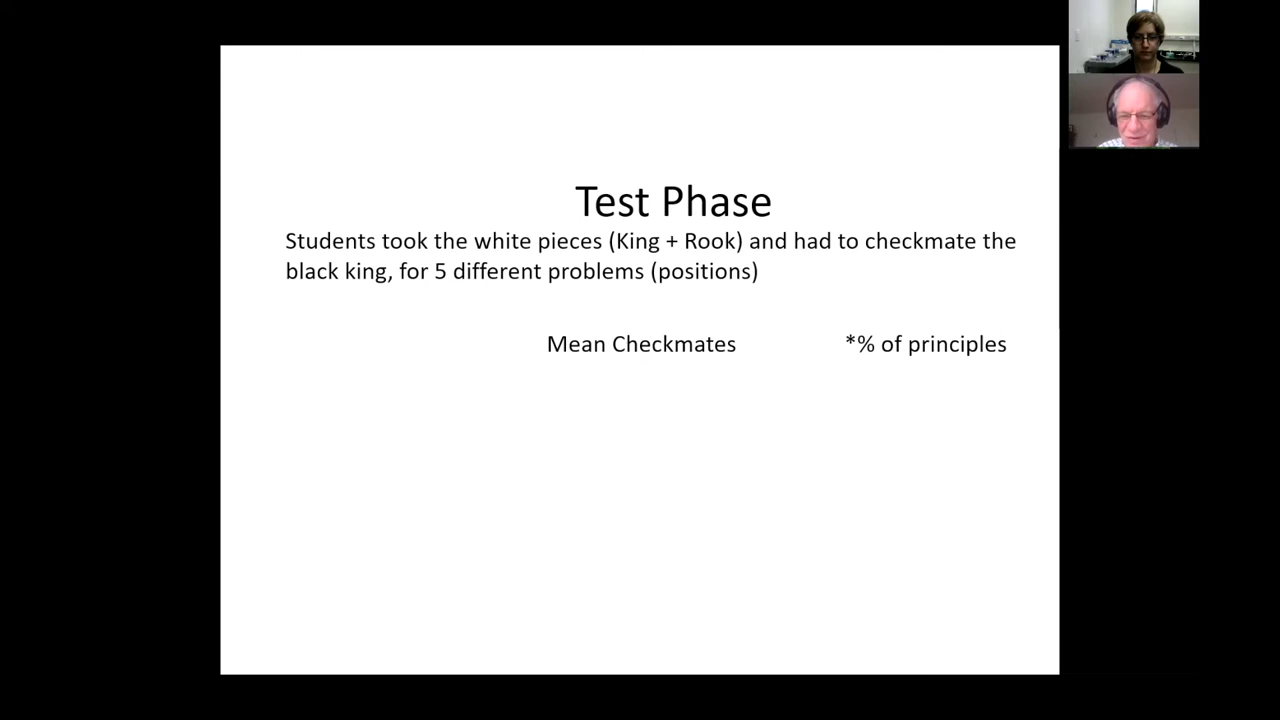 Test Phase
Students took the white pieces (King + Rook) and had to checkmate the
black king, for 5 different problems (positions)
Mean Checkmates *% of principles